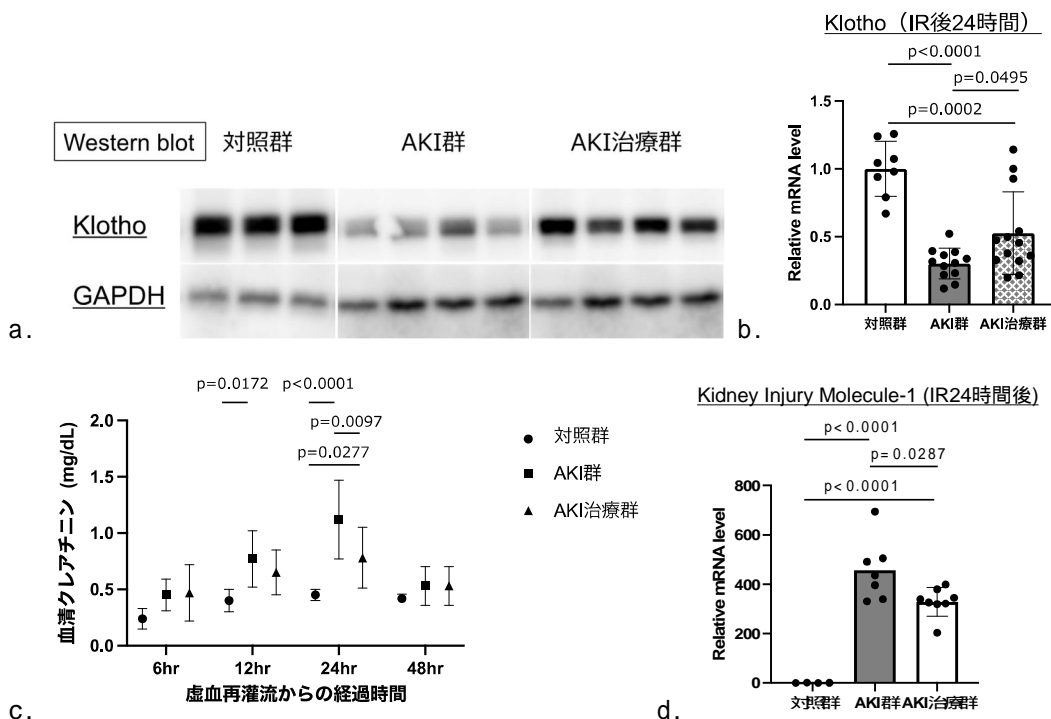 Western blot
対照群
AKI群
AKI治療群
Klotho
GAPDH
a.
Klotho（IR後24時間）
p<0.0001
p=0.0495
p=0.0002
Relative mRNA level
1.5
1.0
0.5
0.0
対照群
AKI群
AKI治療群
b.
p=0.0172
p<0.0001
p=0.0097
p=0.0277
血清クレアチニン (mg/dL)
2.0
1.5
1.0
0.5
0.0
6hr
12hr
24hr
48hr
虚血再灌流からの経過時間
対照群
AKI群
AKI治療群
c.
Kidney Injury Molecule-1 (IR24時間後)
p<0.0001
p=0.0287
p<0.0001
Relative mRNA level
800
600
400
200
0
対照群
AKI群
AKI治療群
d.